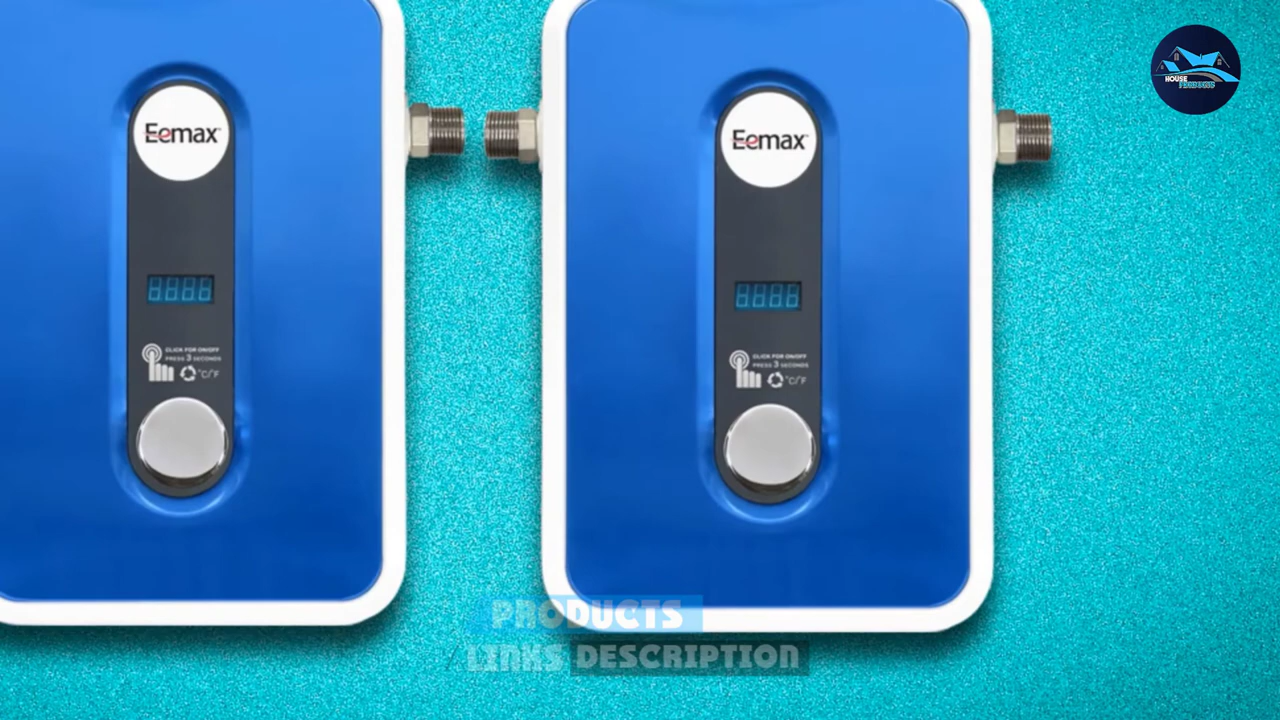 HOUSE
PRODUCTS
Eemax
Eemax
CLICK FOR ON/OFF
PRESS 3 SECONDS
°C/°F
CLICK FOR ON/OFF
PRESS 3 SECONDS
°C/°F
PRODUCTS
LINKS DESCRIPTION